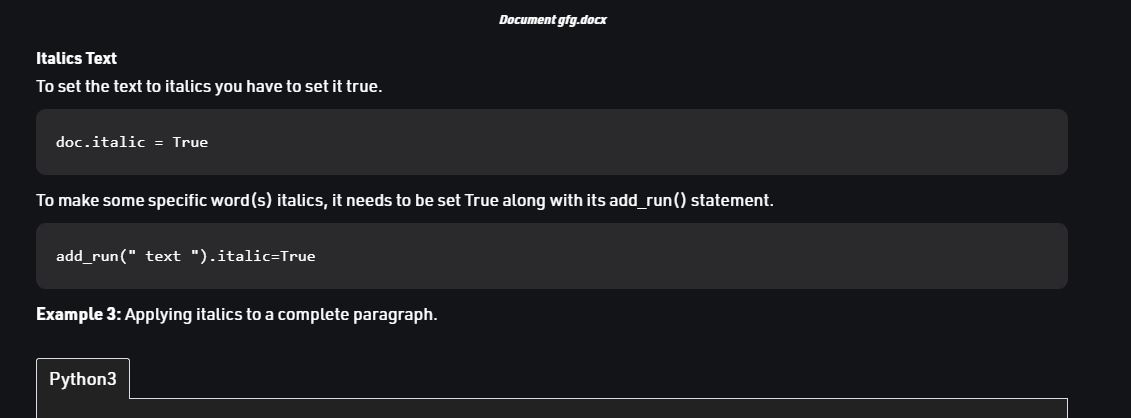 Document gfg.docx
Italics Text
To set the text to italics you have to set it true.
doc.italic = True
To make some specific word(s) italics, it needs to be set True along with its add_run() statement.
add_run(" text ").italic=True
Example 3: Applying italics to a complete paragraph.
Python3